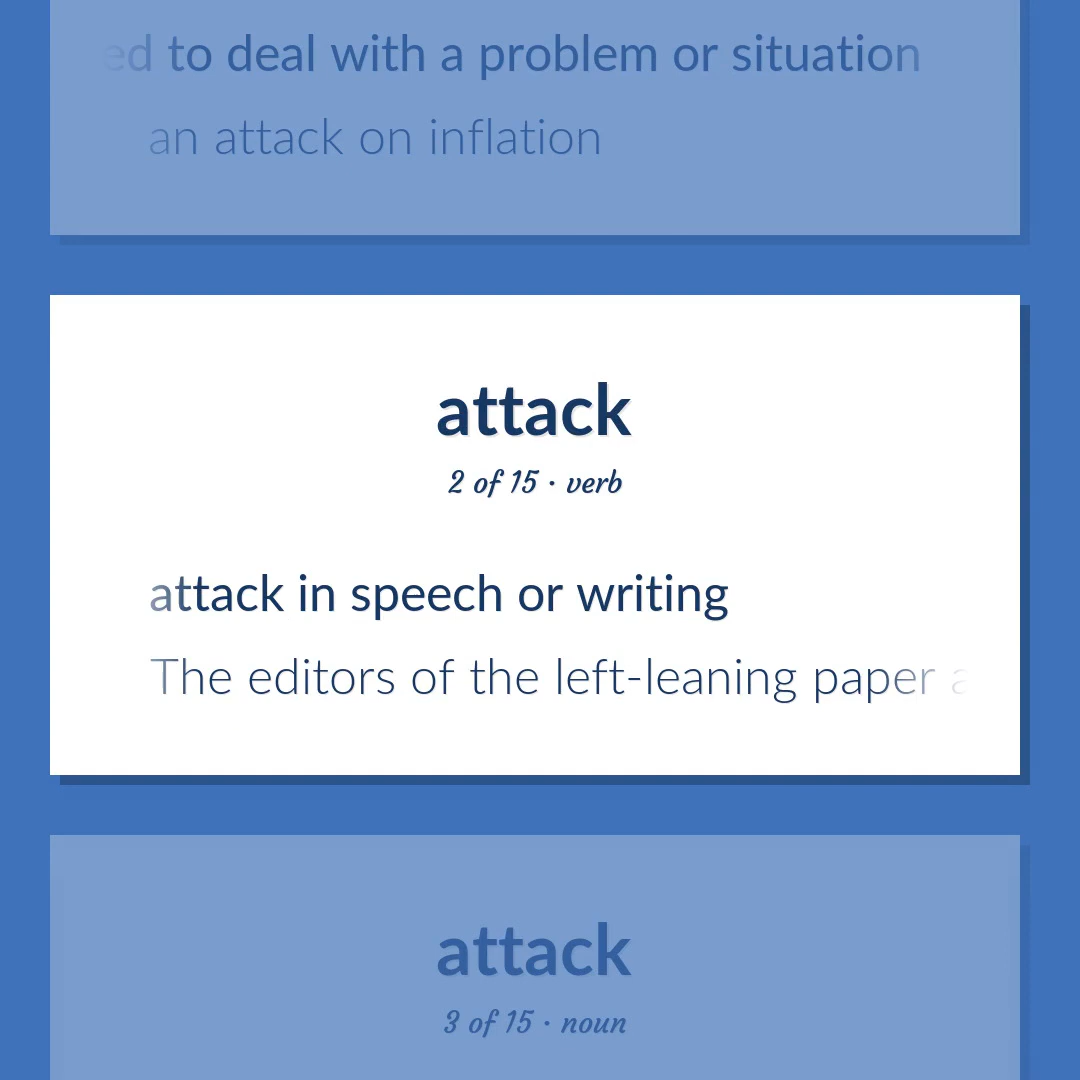 to deal with a problem or situation
an attack on inflation
attack
2 of 15 · verb
attack in speech or writing
The editors of the left-leaning paper
attack
3 of 15 · noun